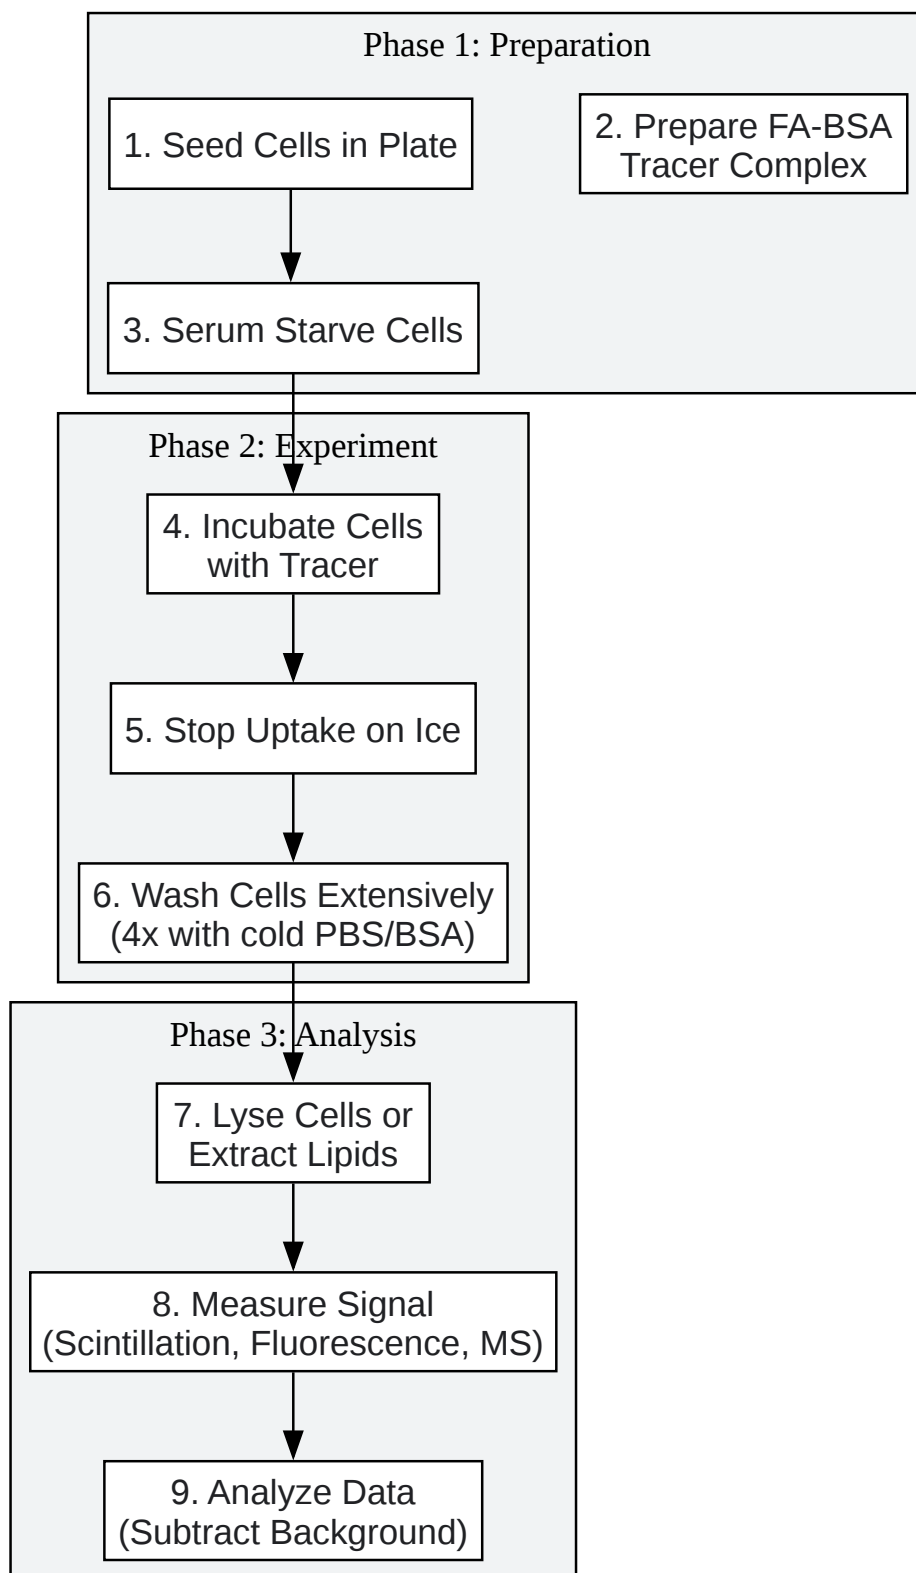 Phase 1: Preparation
1. Seed Cells in Plate
2. Prepare FA-BSA
Tracer Complex
3. Serum Starve Cells
Phase 2: Experiment
4. Incubate Cells
with Tracer
5. Stop Uptake on Ice
6. Wash Cells Extensively
(4x with cold PBS/BSA)
Phase 3: Analysis
7. Lyse Cells or
Extract Lipids
8. Measure Signal
(Scintillation, Fluorescence, MS)
9. Analyze Data
(Subtract Background)